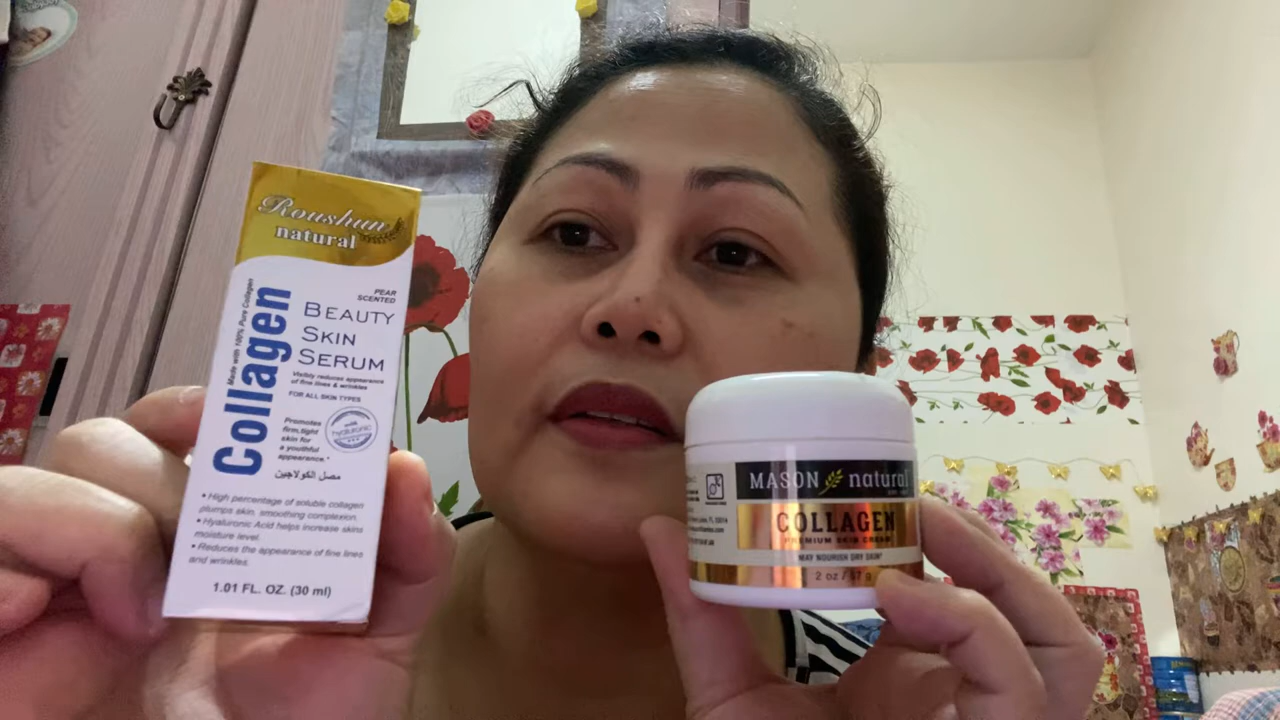 Roushun
natural
PEAR
SCENTED
Made with 100% Pure Collagen
Collagen
BEAUTY
SKIN
SERUM
Visibly reduces appearance
of fine lines & wrinkles
FOR ALL SKIN TYPES
Promotes
firm,tight
skin for
a youthful
appearance.*
with
hyaluronic
مصل الكولاجين
• High percentage of soluble collagen
plumps skin, smoothing complexion.
• Hyaluronic Acid helps increase skins
moisture level.
• Reduces the appearance of fine lines
and wrinkles.
1.01 FL. OZ. (30 ml)
MASON natural
COLLAGEN
PREMIUM SKIN CREAM
MAY NOURISH DRY SKIN*
2 oz / 57 g